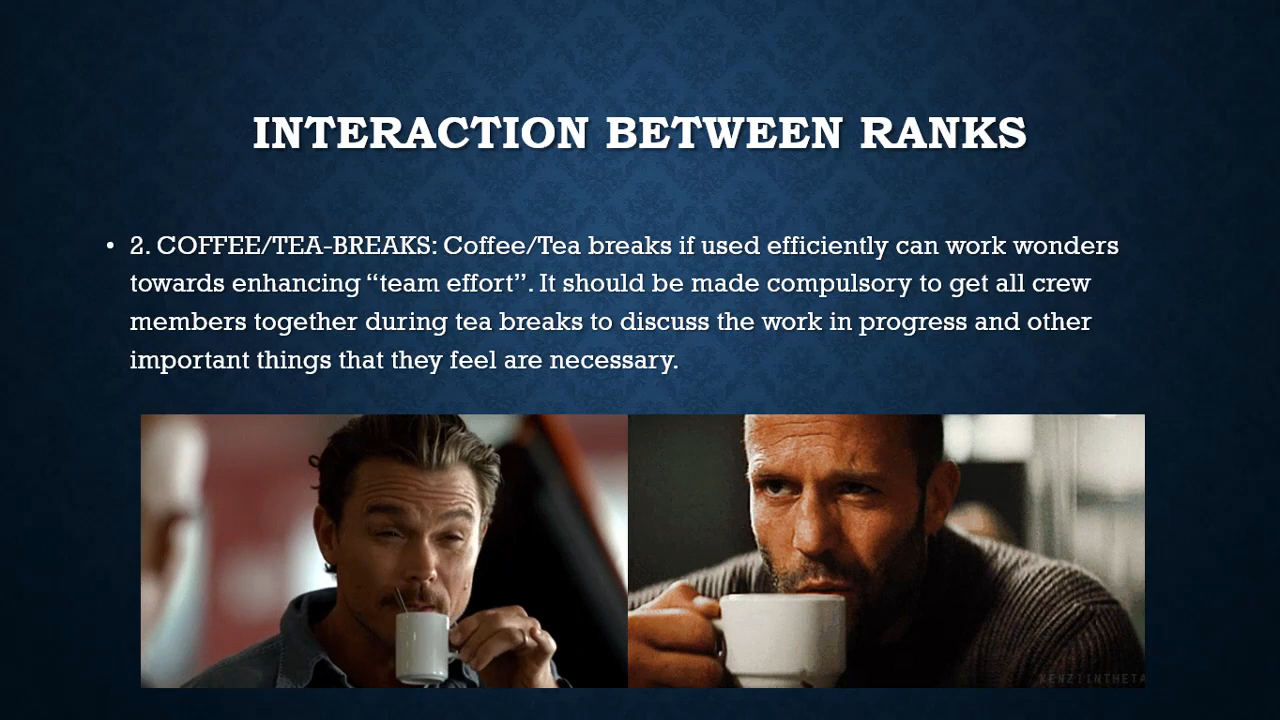 INTERACTION BETWEEN RANKS
• 2. COFFEE/TEA-BREAKS: Coffee/Tea breaks if used efficiently can work wonders
towards enhancing “team effort”. It should be made compulsory to get all crew
members together during tea breaks to discuss the work in progress and other
important things that they feel are necessary.